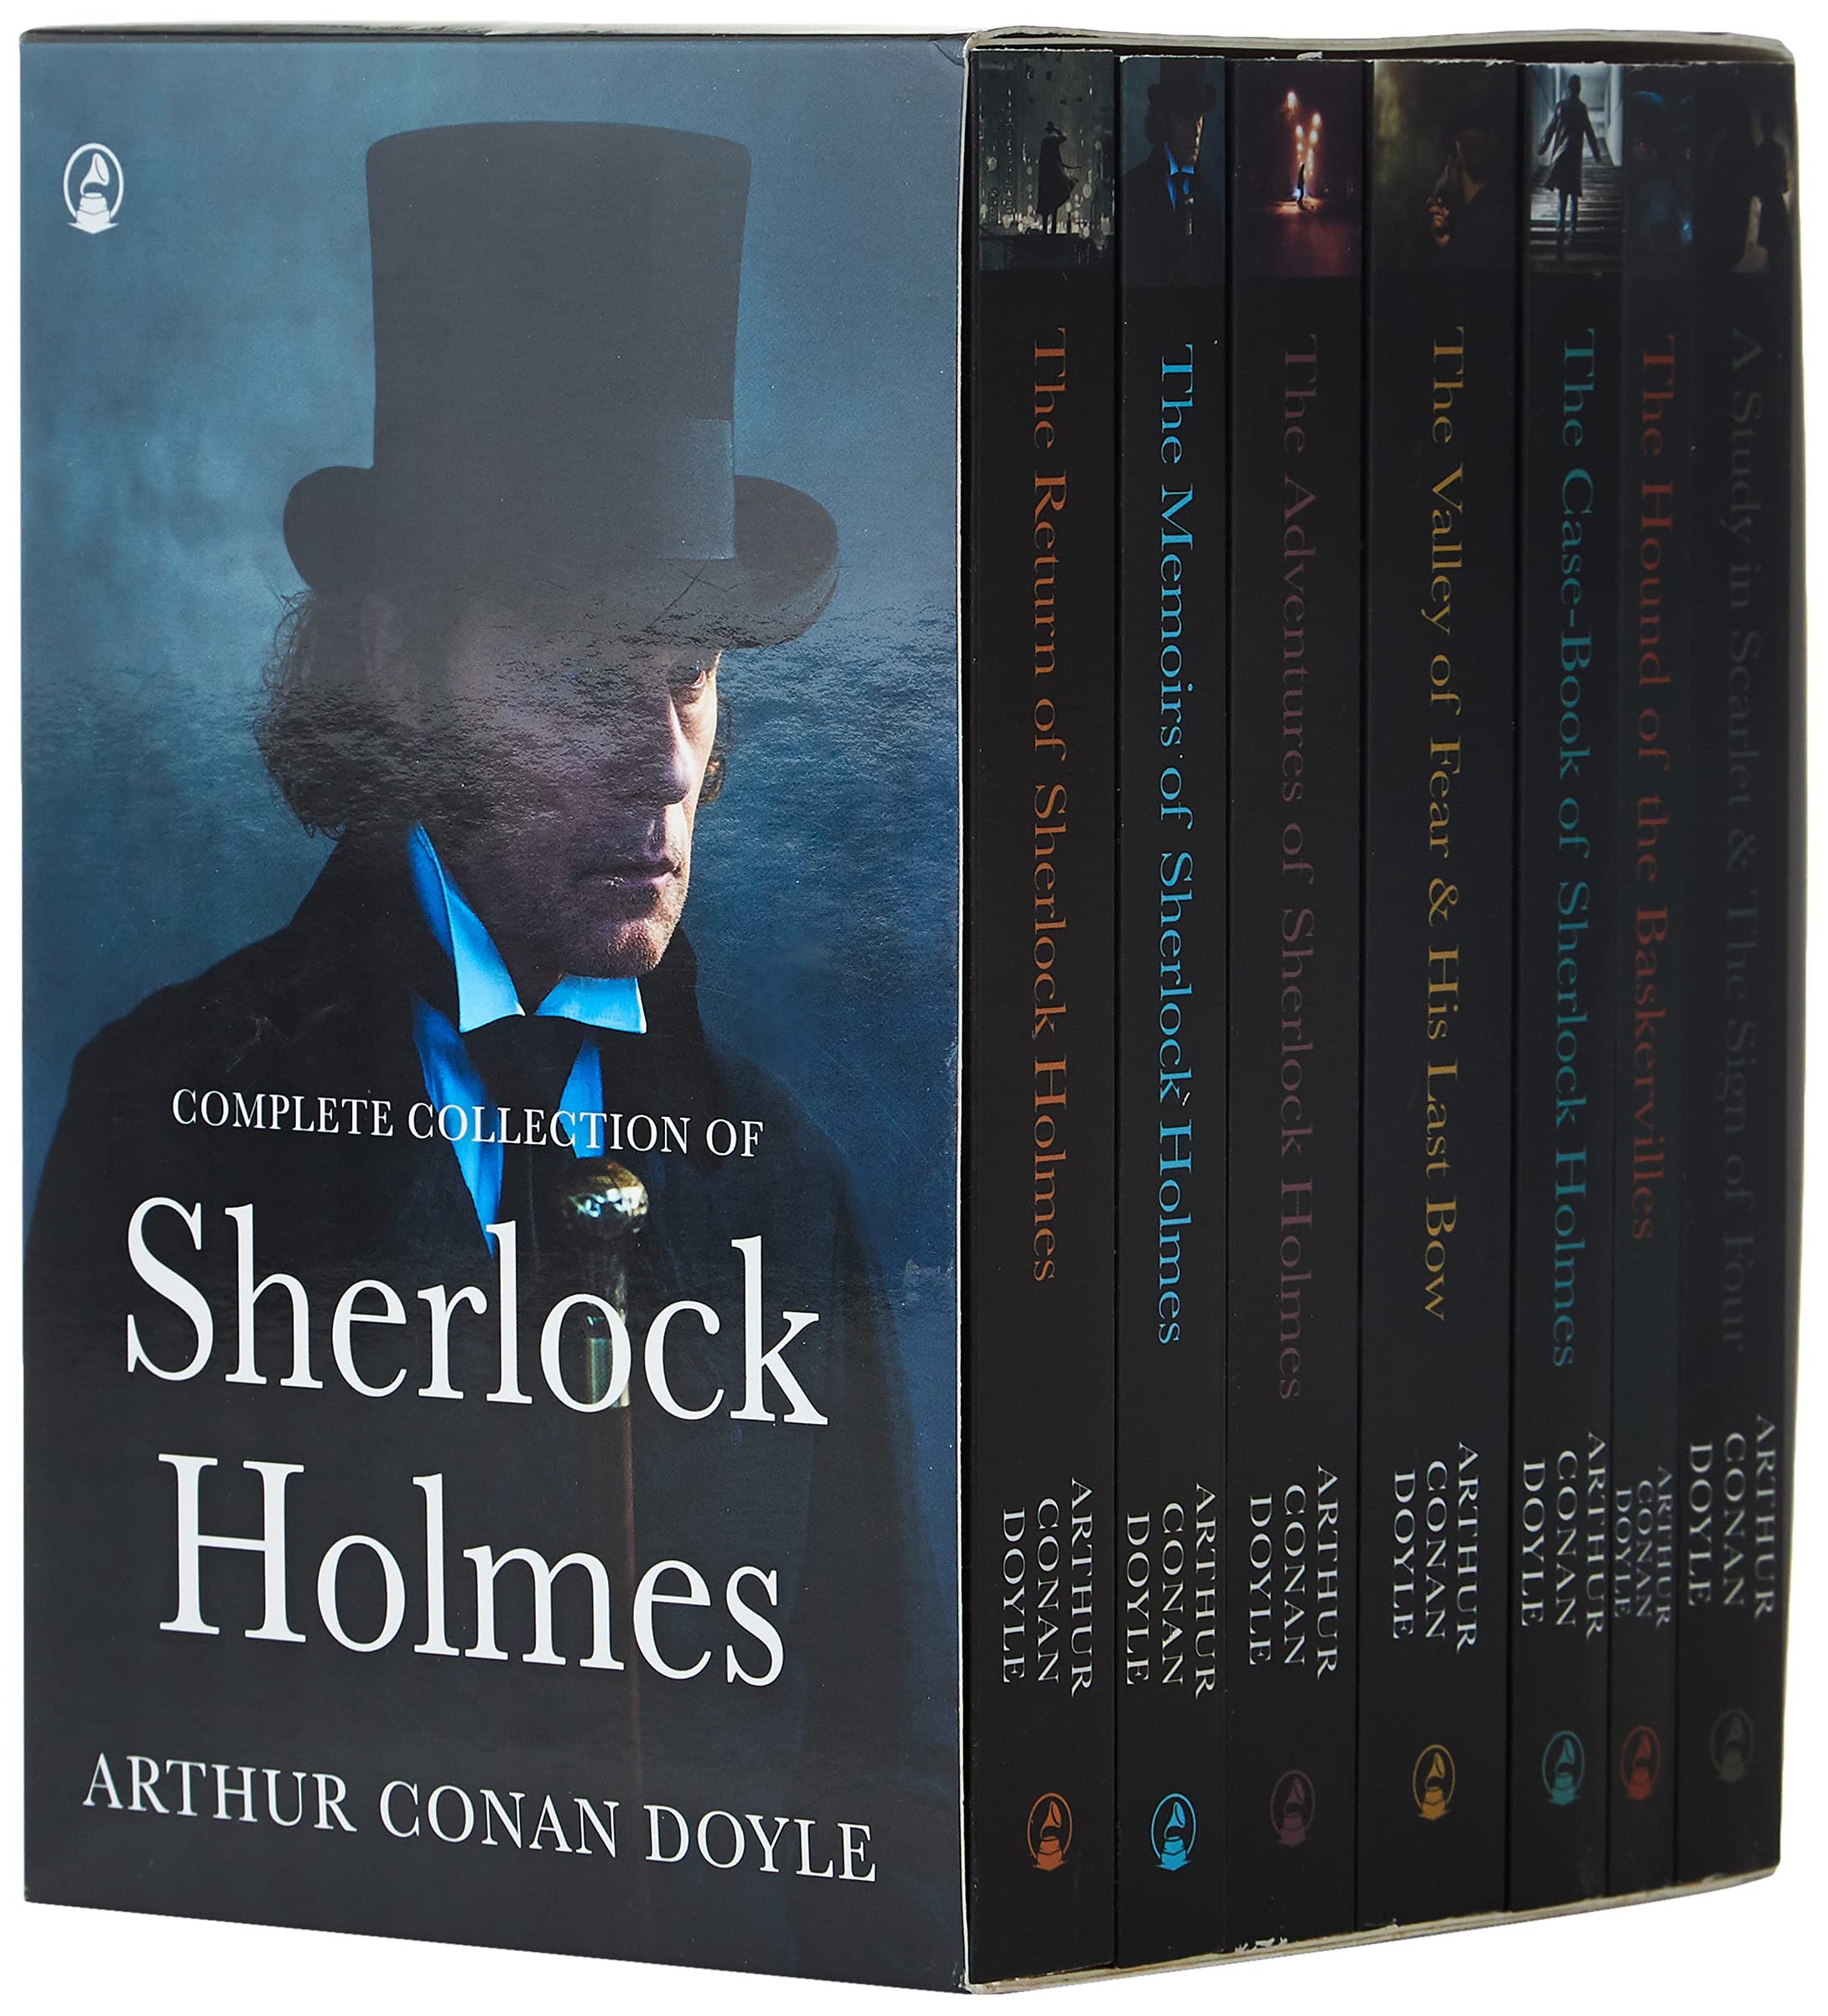 COMPLETE COLLECTION OF
Sherlock
Holmes
ARTHUR CONAN DOYLE
The Return of Sherlock Holmes
ARTHUR
CONAN
DOYLE
The Memoirs of Sherlock Holmes
ARTHUR
CONAN
DOYLE
The Adventures of Sherlock Holmes
ARTHUR
CONAN
DOYLE
The Valley of Fear & His Last Bow
ARTHUR
CONAN
DOYLE
The Case-Book of Sherlock Holmes
ARTHUR
CONAN
DOYLE
The Hound of the Baskervilles
ARTHUR
CONAN
DOYLE
A Study in Scarlet & The Sign of Four
ARTHUR
CONAN
DOYLE